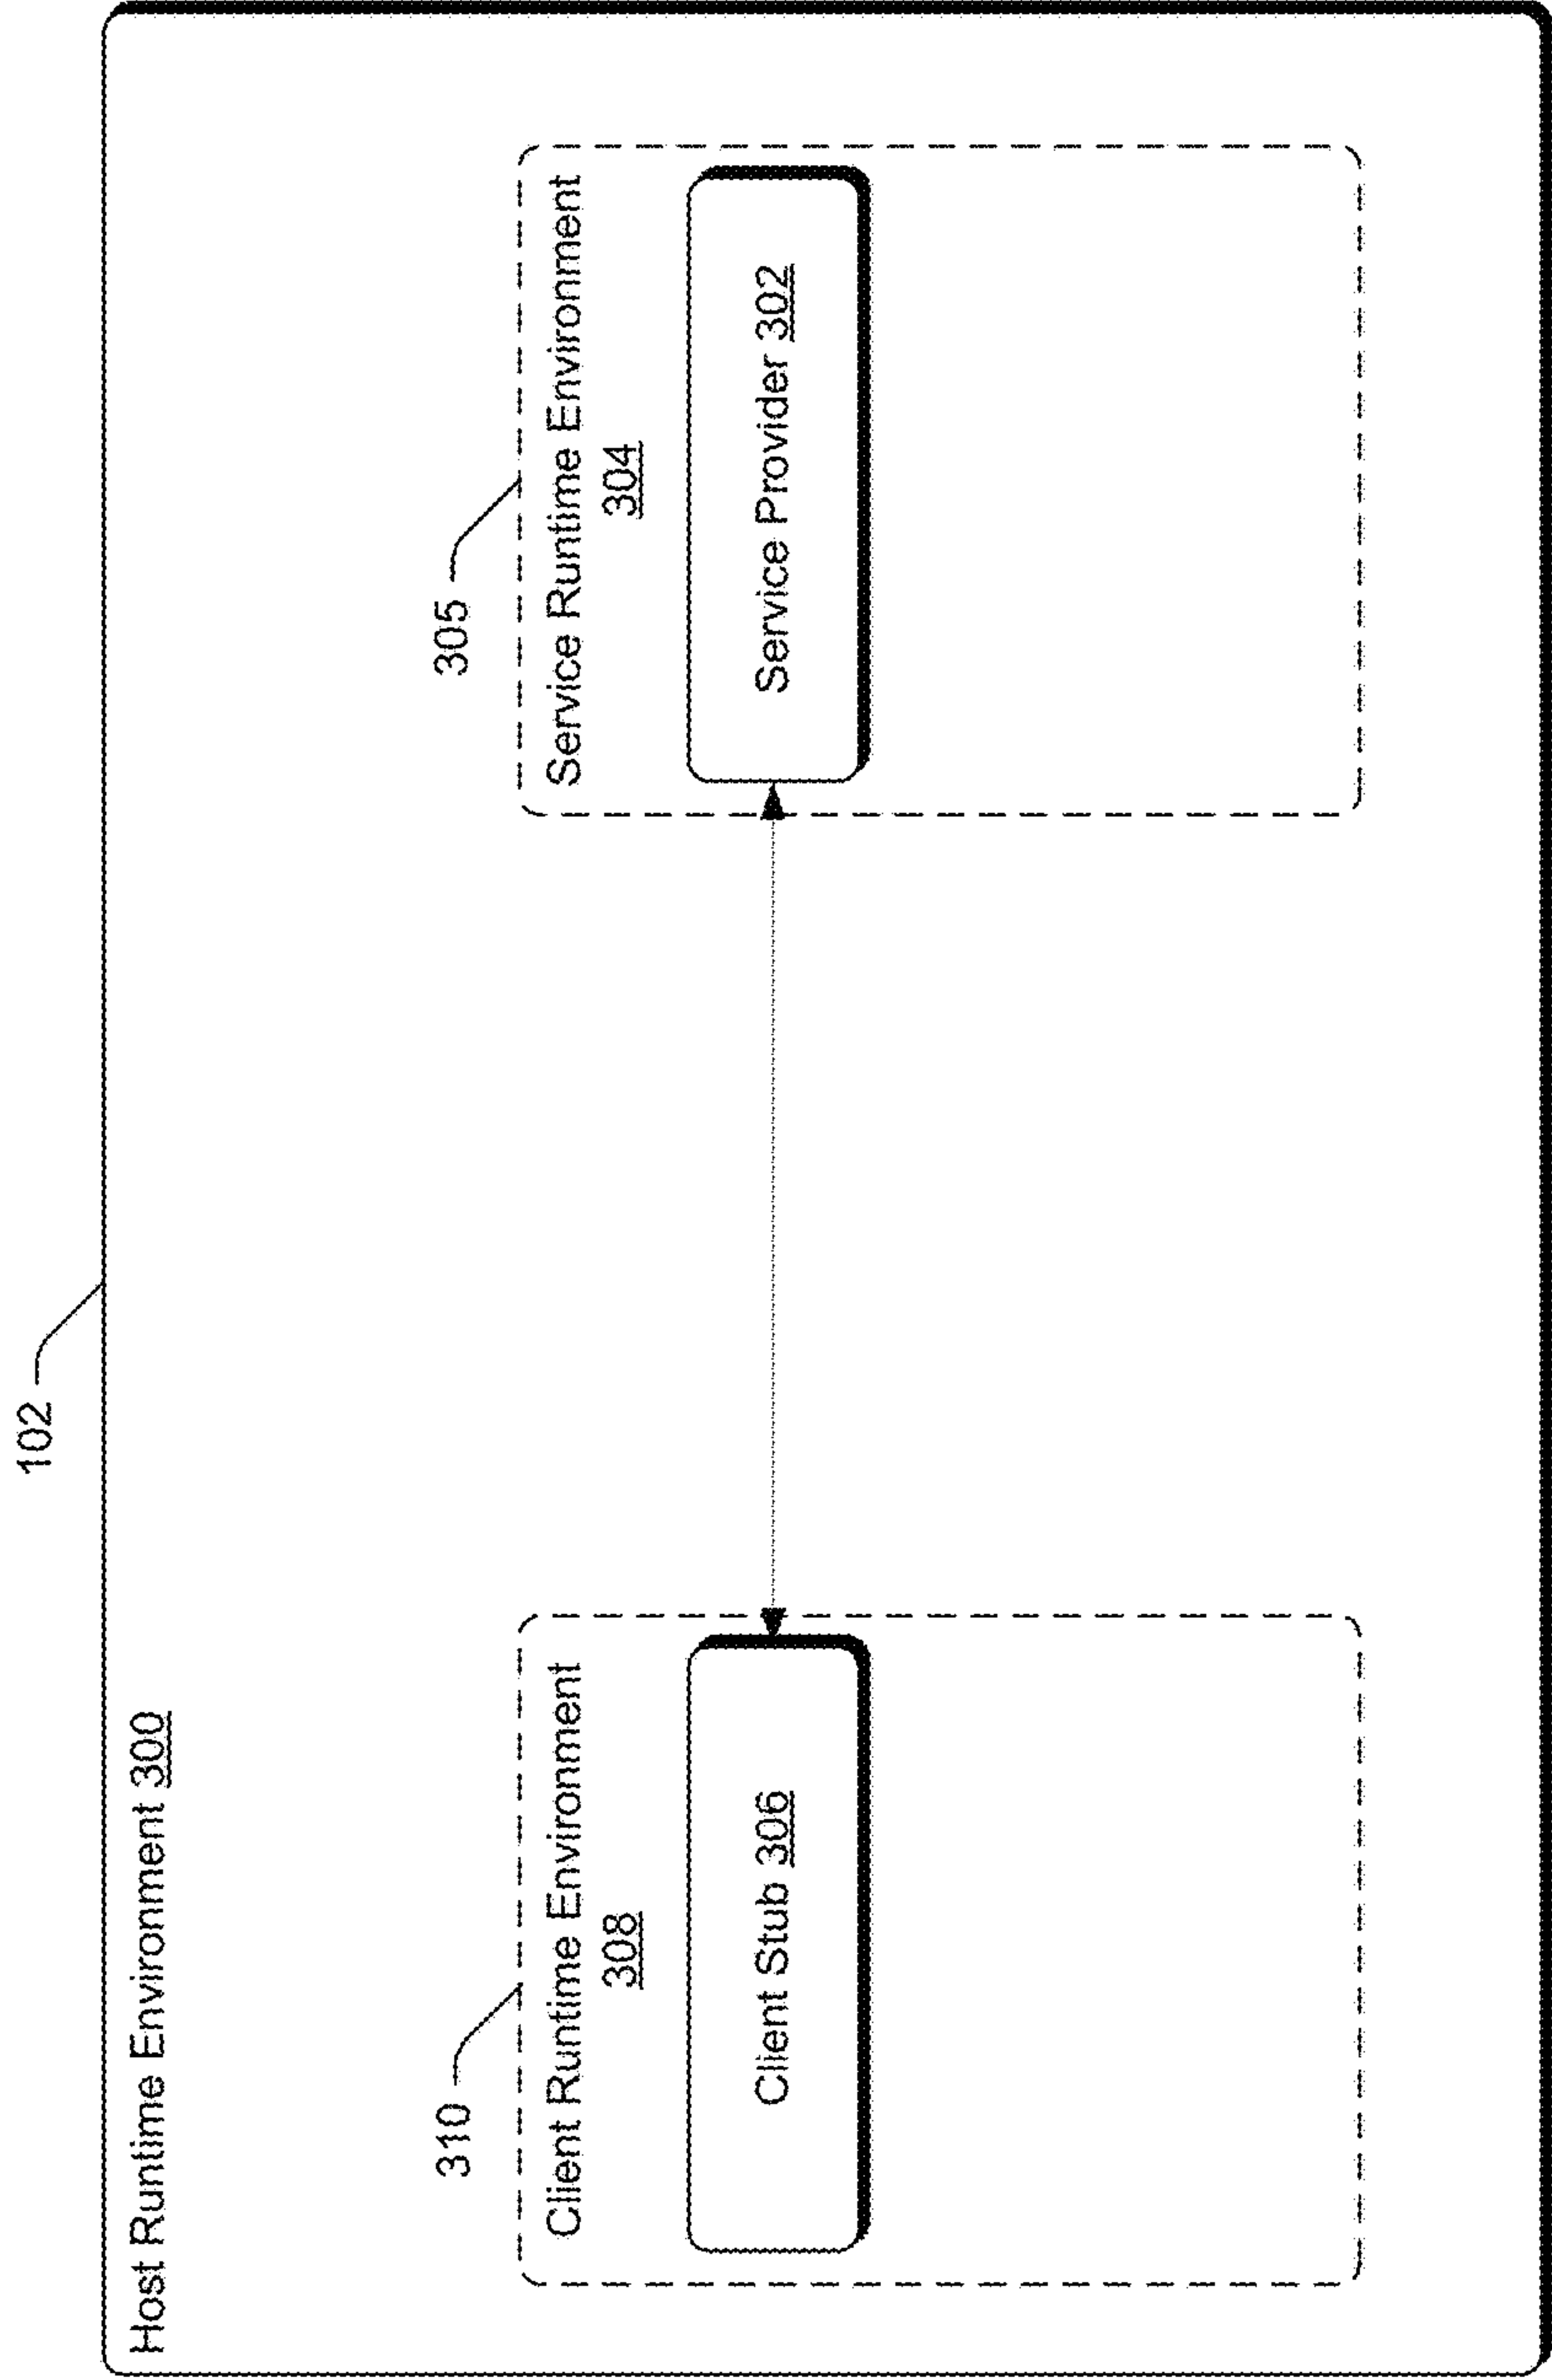 102
Host Runtime Environment 300
310
Client Runtime Environment
308
Client Stub 306
305
Service Runtime Environment
304
Service Provider 302